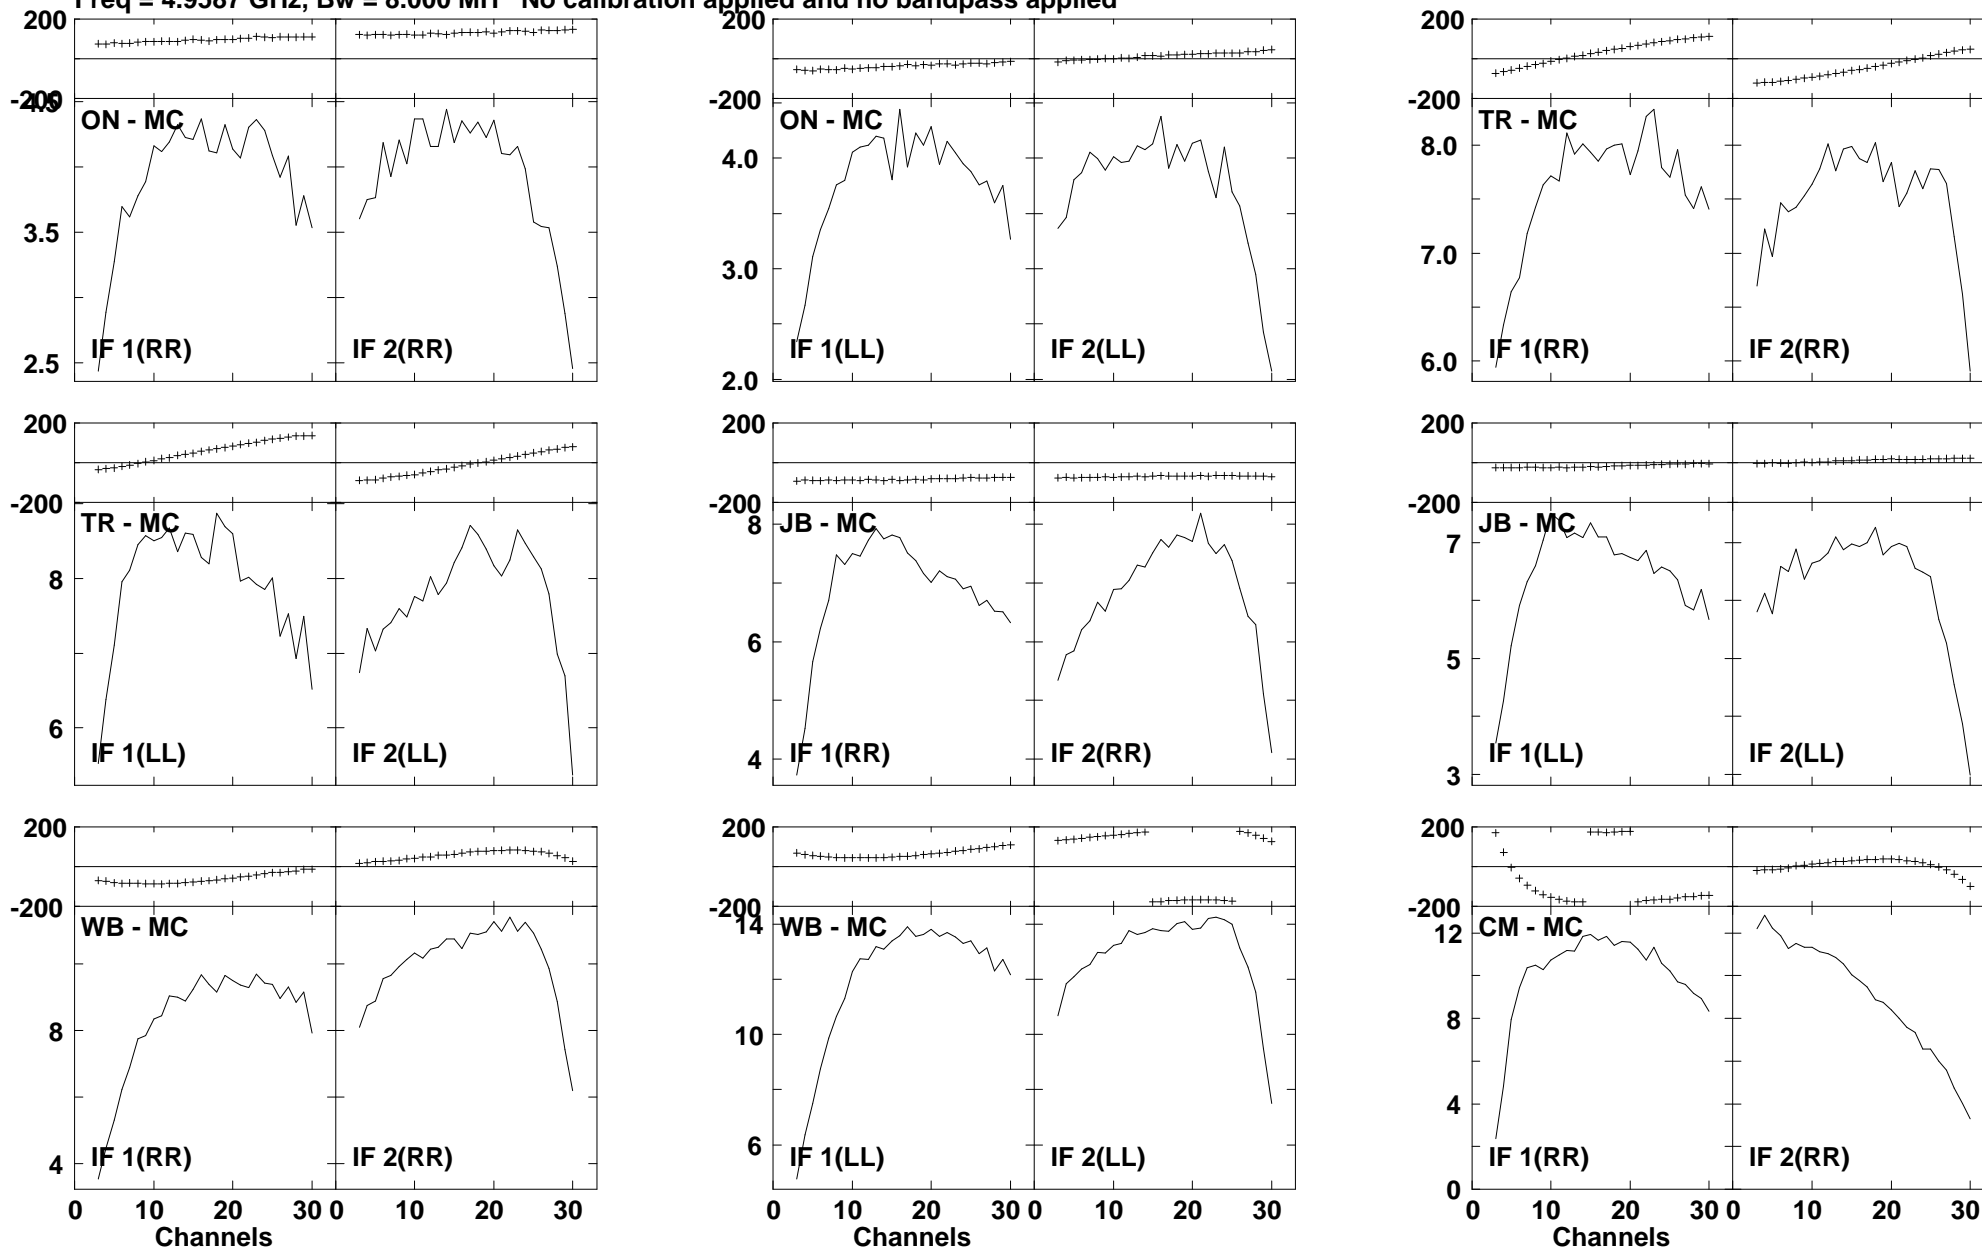 Freq = 4.9587 GHz, Bw = 8.000 MH No calibration applied and no bandpass applied
200 200 200
-200 -200 -200
4.5
ON - MC ON - MC TR - MC
4.0 8.0
3.5
3.0 7.0
IF 1(RR) IF 2(RR) IF 1(LL) IF 2(LL) IF 1(RR) IF 2(RR)
2.5 2.0 6.0
200 200 200
-200 -200 -200
TR - MC JB - MC JB - MC
8 8 7
6 6 5
IF 1(LL) IF 2(LL) IF 1(RR) IF 2(RR) IF 1(LL) IF 2(LL)
4 3
200 200 200
-200 -200 -200
WB - MC WB - MC CM - MC
14 12
8 10 8
6 4
IF 1(RR) IF 2(RR) IF 1(LL) IF 2(LL) IF 1(RR) IF 2(RR)
4 0
0 10 20 30 0 10 20 30 0 10 20 30 0 10 20 30 0 10 20 30 0 10 20 30
Channels Channels Channels